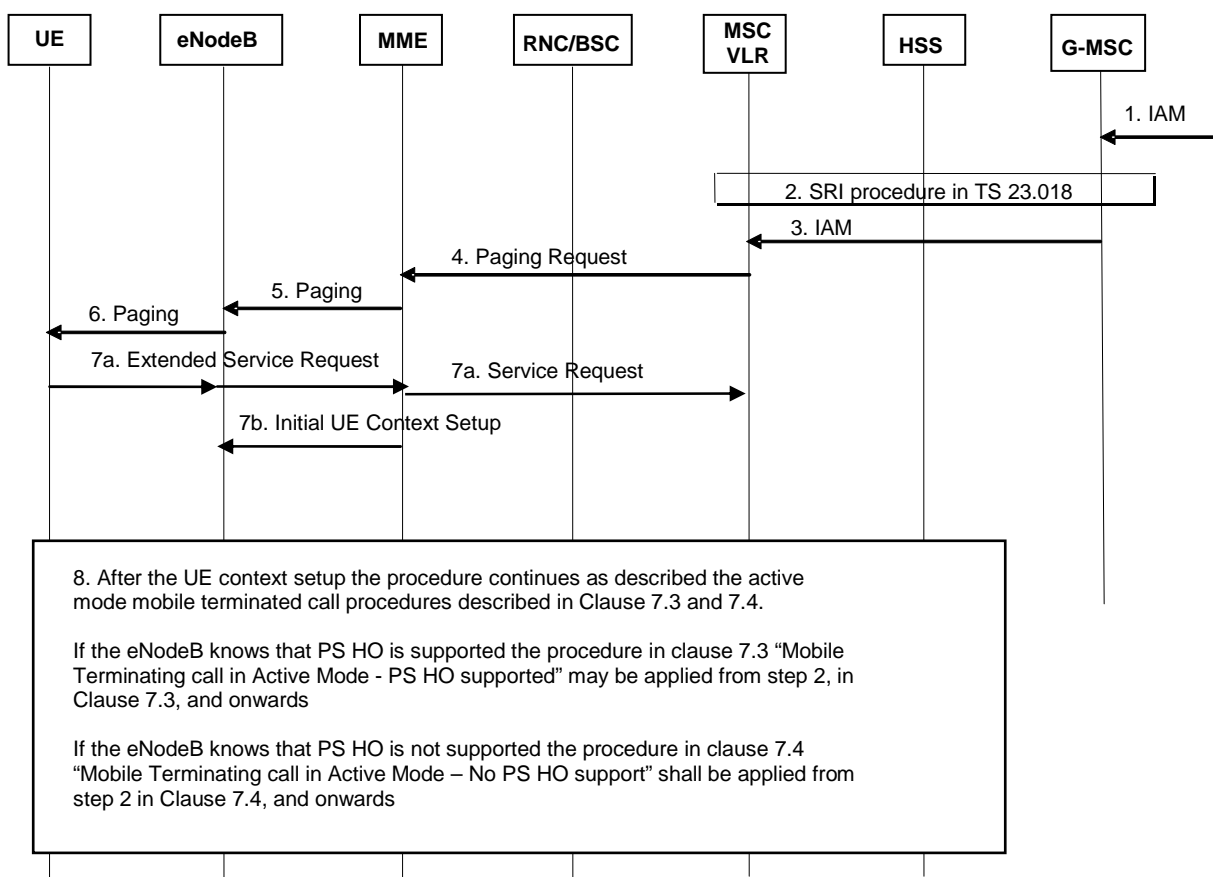 UE
eNodeB
MME
RNC/BSC
MSC
VLR
HSS
G-MSC
1. IAM
2. SRI procedure in TS 23.018
3. IAM
4. Paging Request
5. Paging
6. Paging
7a. Extended Service Request
7a. Service Request
7b. Initial UE Context Setup
8. After the UE context setup the procedure continues as described the active
mode mobile terminated call procedures described in Clause 7.3 and 7.4.
If the eNodeB knows that PS HO is supported the procedure in clause 7.3 “Mobile
Terminating call in Active Mode - PS HO supported” may be applied from step 2, in
Clause 7.3, and onwards
If the eNodeB knows that PS HO is not supported the procedure in clause 7.4
“Mobile Terminating call in Active Mode – No PS HO support” shall be applied from
step 2 in Clause 7.4, and onwards